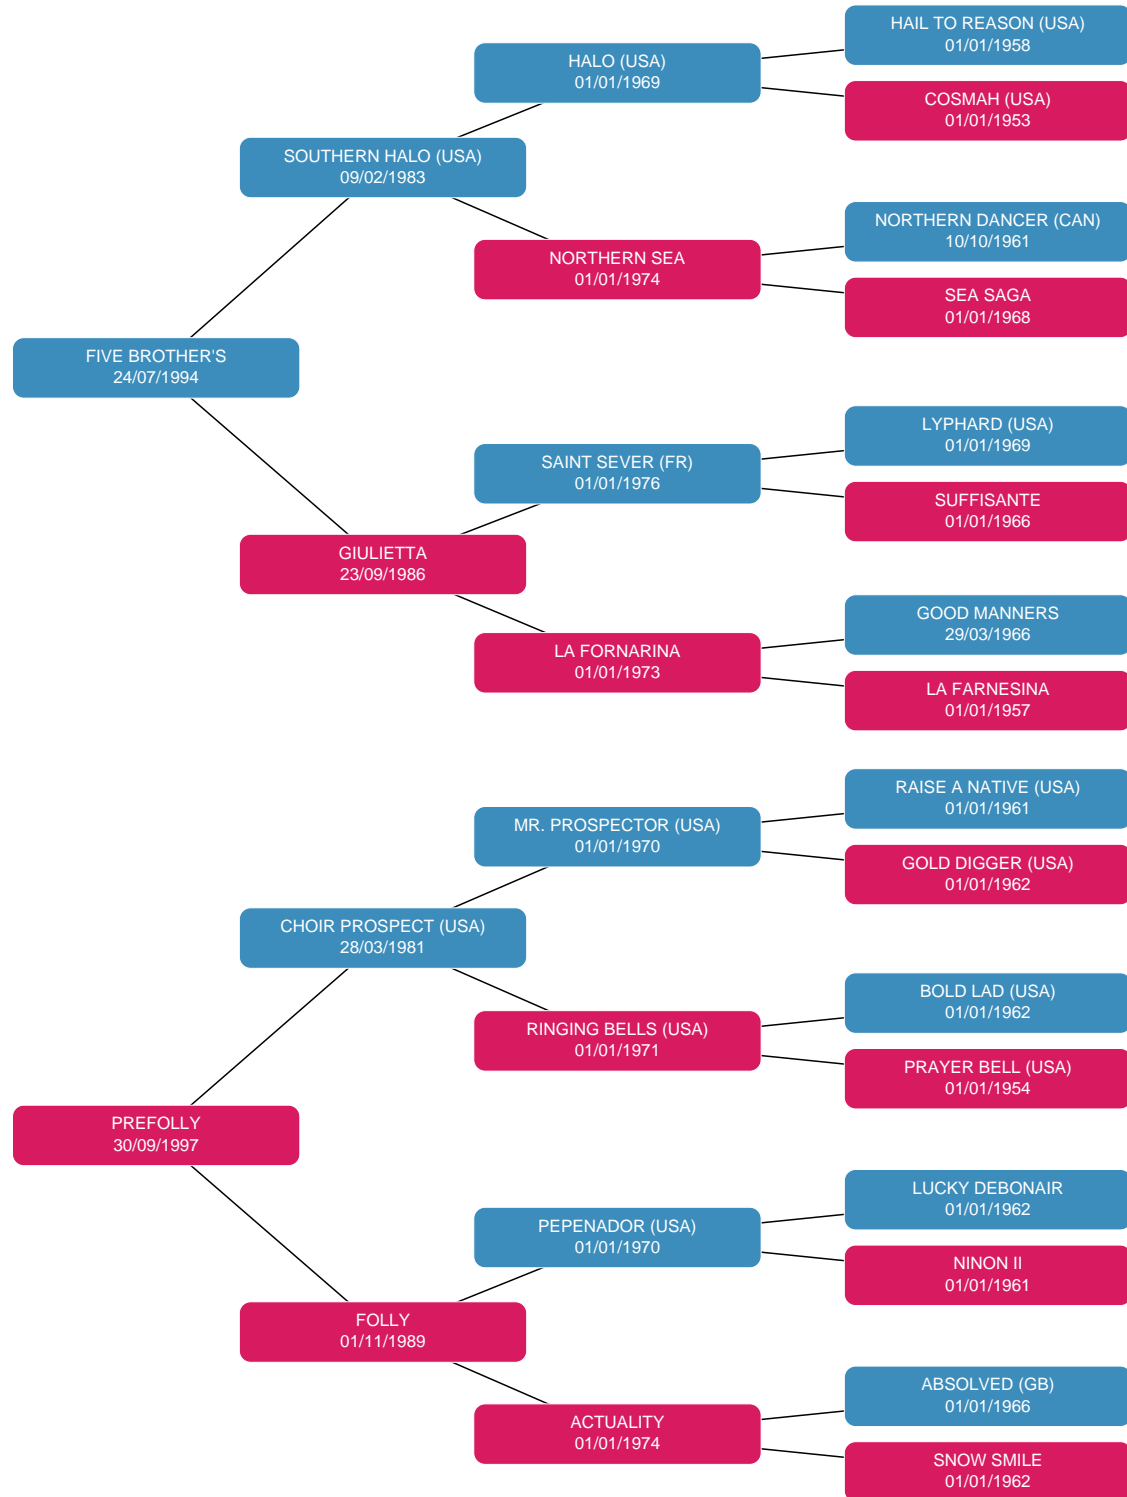 HAIL TO REASON (USA)
01/01/1958
HALO (USA)
01/01/1969
COSMAH (USA)
01/01/1953
SOUTHERN HALO (USA)
09/02/1983
NORTHERN DANCER (CAN)
10/10/1961
NORTHERN SEA
01/01/1974
SEA SAGA
01/01/1968
FIVE BROTHER'S
24/07/1994
LYPHARD (USA)
01/01/1969
SAINT SEVER (FR)
01/01/1976
SUFFISANTE
01/01/1966
GIULIETTA
23/09/1986
GOOD MANNERS
29/03/1966
LA FORNARINA
01/01/1973
LA FARNESINA
01/01/1957
RAISE A NATIVE (USA)
01/01/1961
MR. PROSPECTOR (USA)
01/01/1970
GOLD DIGGER (USA)
01/01/1962
CHOIR PROSPECT (USA)
28/03/1981
BOLD LAD (USA)
01/01/1962
RINGING BELLS (USA)
01/01/1971
PRAYER BELL (USA)
01/01/1954
PREFOLLY
30/09/1997
LUCKY DEBONAIR
01/01/1962
PEPENADOR (USA)
01/01/1970
NINON II
01/01/1961
FOLLY
01/11/1989
ABSOLVED (GB)
01/01/1966
ACTUALITY
01/01/1974
SNOW SMILE
01/01/1962